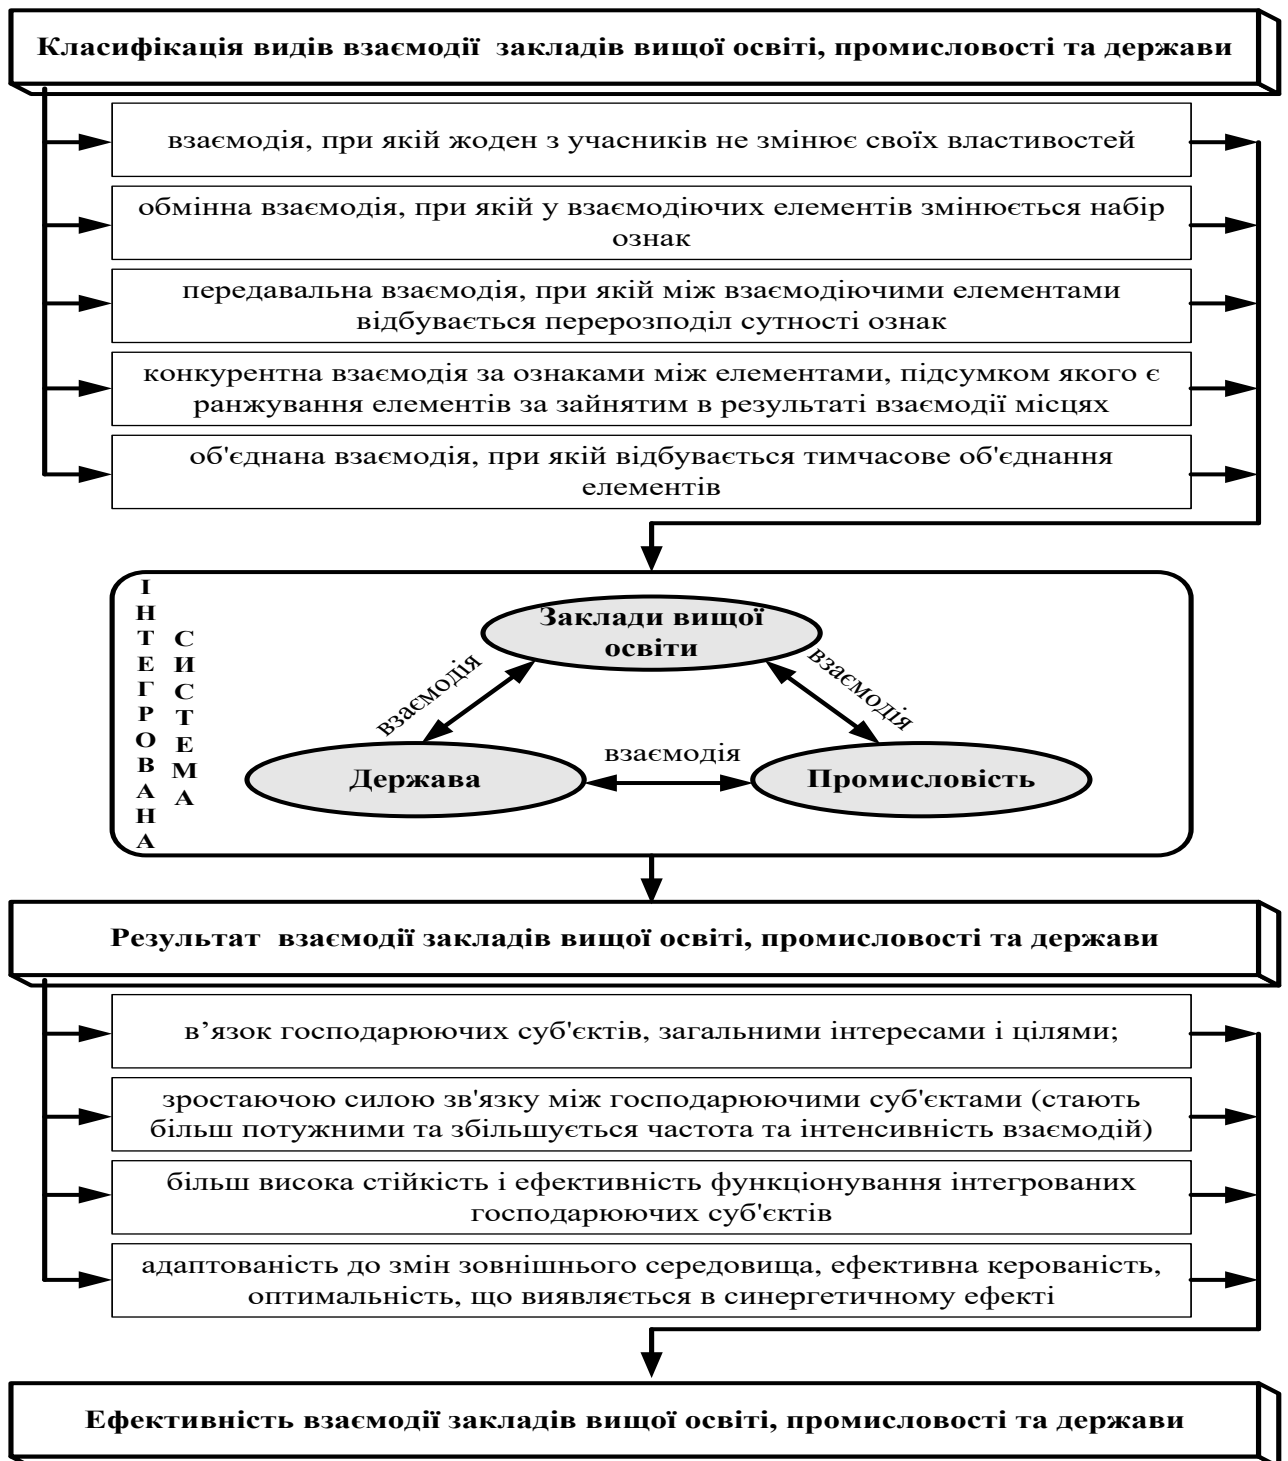 Класифікація видів взаємодії закладів вищої освіті, промисловості та держави
взаємодія, при якій жоден з учасників не змінює своїх властивостей
обмінна взаємодія, при якій у взаємодіючих елементів змінюється набір
ознак
передавальна взаємодія, при якій між взаємодіючими елементами
відбувається перерозподіл сутності ознак
конкурентна взаємодія за ознаками між елементами, підсумком якого є
ранжування елементів за зайнятим в результаті взаємодії місцях
об'єднана взаємодія, при якій відбувається тимчасове об'єднання
елементів
ІНТЕГРОВАНА
СИСТЕМА
Заклади вищої
освіти
взаємодія
взаємодія
взаємодія
Держава
Промисловість
Результат взаємодії закладів вищої освіті, промисловості та держави
в’язок господарюючих суб'єктів, загальними інтересами і цілями;
зростаючою силою зв'язку між господарюючими суб'єктами (стають
більш потужними та збільшується частота та інтенсивність взаємодій)
більш висока стійкість і ефективність функціонування інтегрованих
господарюючих суб'єктів
адаптованість до змін зовнішнього середовища, ефективна керованість,
оптимальність, що виявляється в синергетичному ефекті
Ефективність взаємодії закладів вищої освіті, промисловості та держави